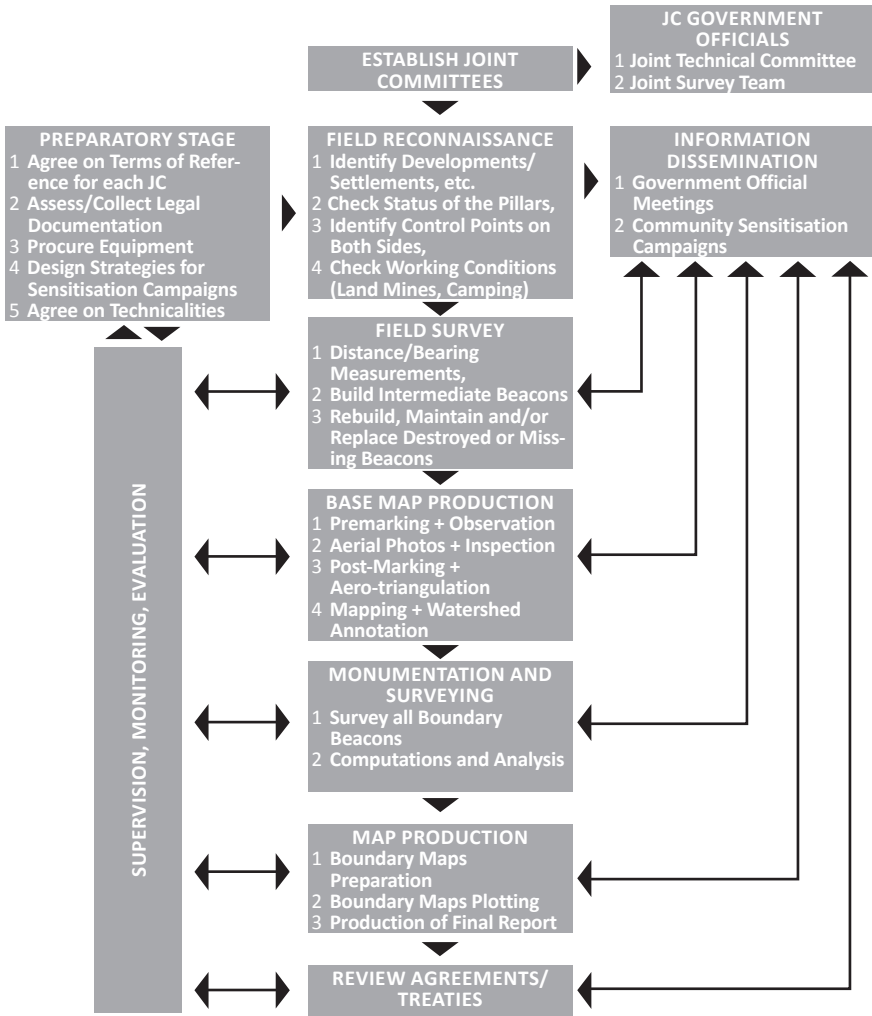 ESTABLISH JOINT
COMMITTEES
JC GOVERNMENT
OFFICIALS
1 Joint Technical Committee
2 Joint Survey Team
PREPARATORY STAGE
1 Agree on Terms of Refer-
ence for each JC
2 Assess/Collect Legal
Documentation
3 Procure Equipment
4 Design Strategies for
Sensitisation Campaigns
5 Agree on Technicalities
FIELD RECONNAISSANCE
1 Identify Developments/
Settlements, etc.
2 Check Status of the Pillars,
3 Identify Control Points on
Both Sides,
4 Check Working Conditions
(Land Mines, Camping)
INFORMATION
DISSEMINATION
1 Government Official
Meetings
2 Community Sensitisation
Campaigns
FIELD SURVEY
1 Distance/Bearing
Measurements,
2 Build Intermediate Beacons
3 Rebuild, Maintain and/or
Replace Destroyed or Miss-
ing Beacons
SUPERVISION, MONITORING, EVALUATION
BASE MAP PRODUCTION
1 Premarking + Observation
2 Aerial Photos + Inspection
3 Post-Marking +
Aero-triangulation
4 Mapping + Watershed
Annotation
MONUMENTATION AND
SURVEYING
1 Survey all Boundary
Beacons
2 Computations and Analysis
MAP PRODUCTION
1 Boundary Maps
Preparation
2 Boundary Maps Plotting
3 Production of Final Report
REVIEW AGREEMENTS/
TREATIES